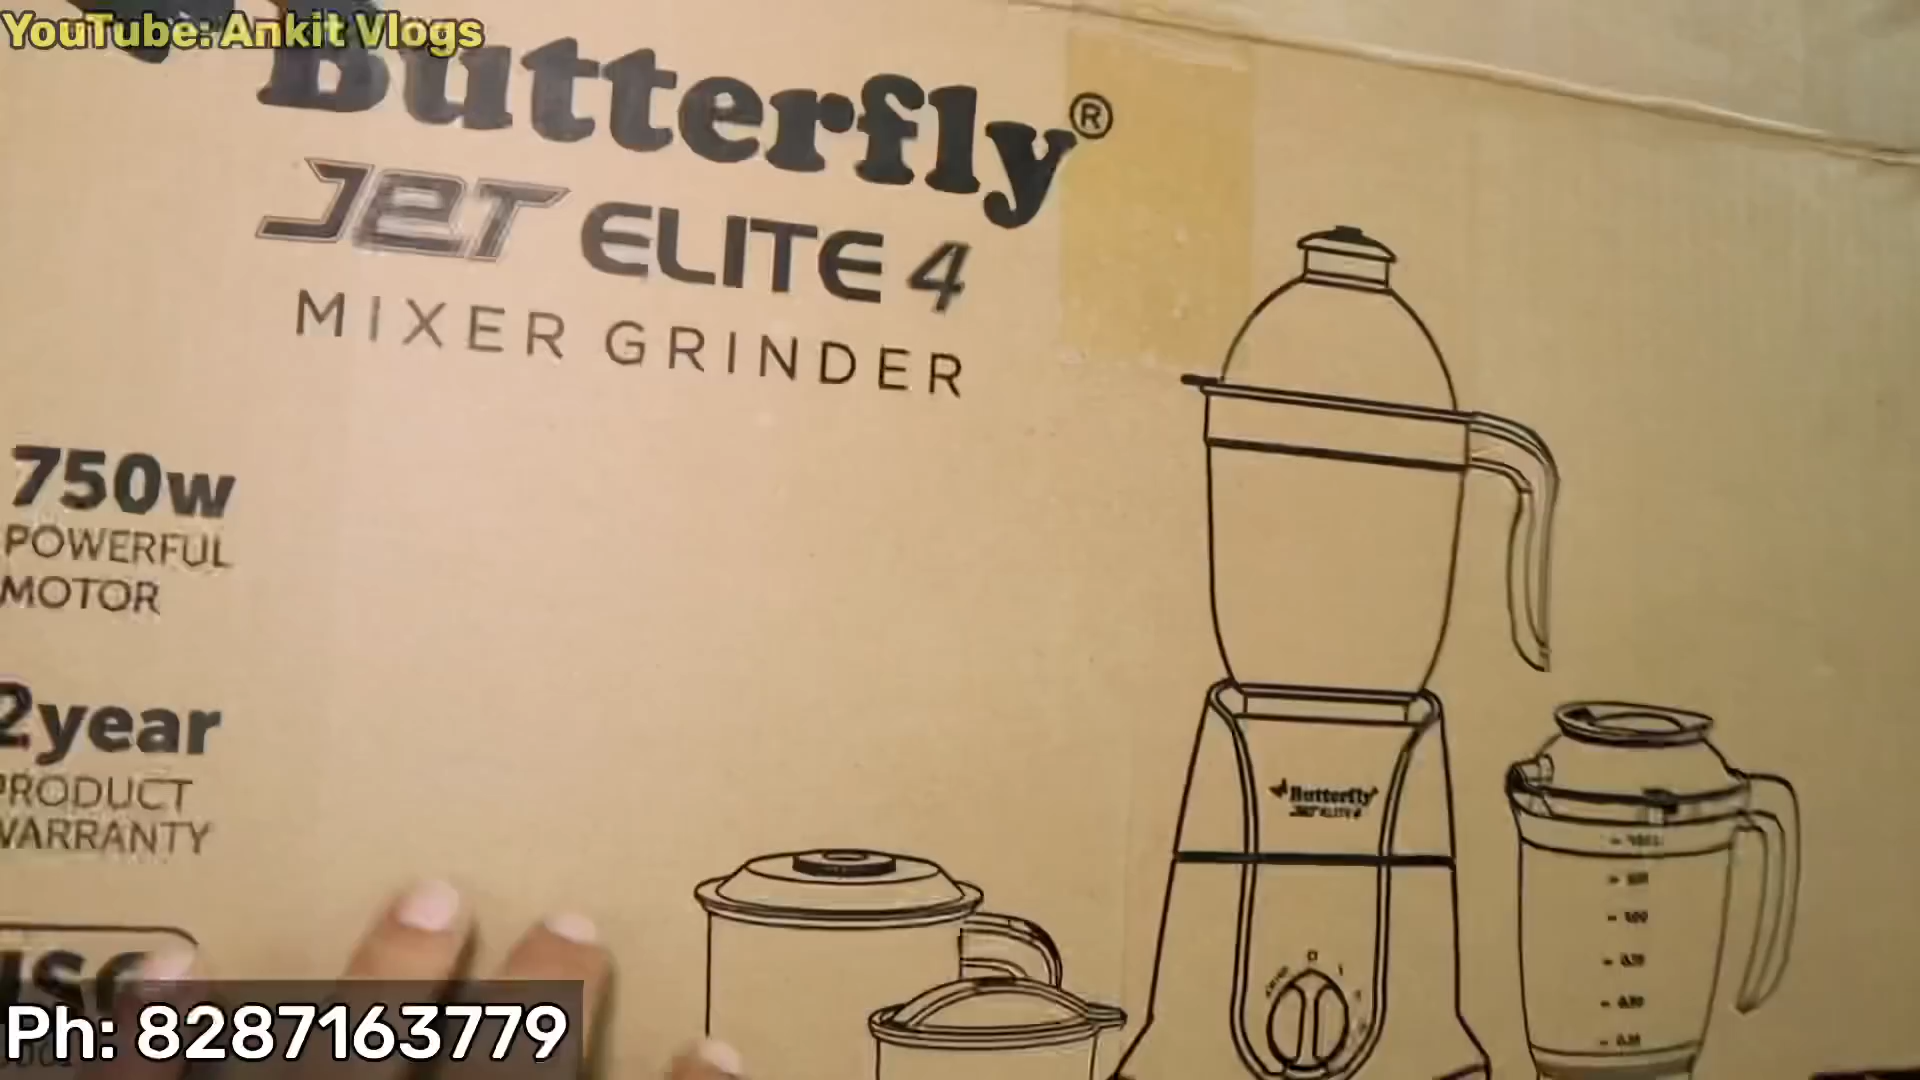 YouTube: Ankit Vlogs
Butterfly®
JET ELITE 4
MIXER GRINDER
750w
POWERFUL
MOTOR
2year
PRODUCT
WARRANTY
Butterfly
JET ELITE 4
Ph: 8287163779